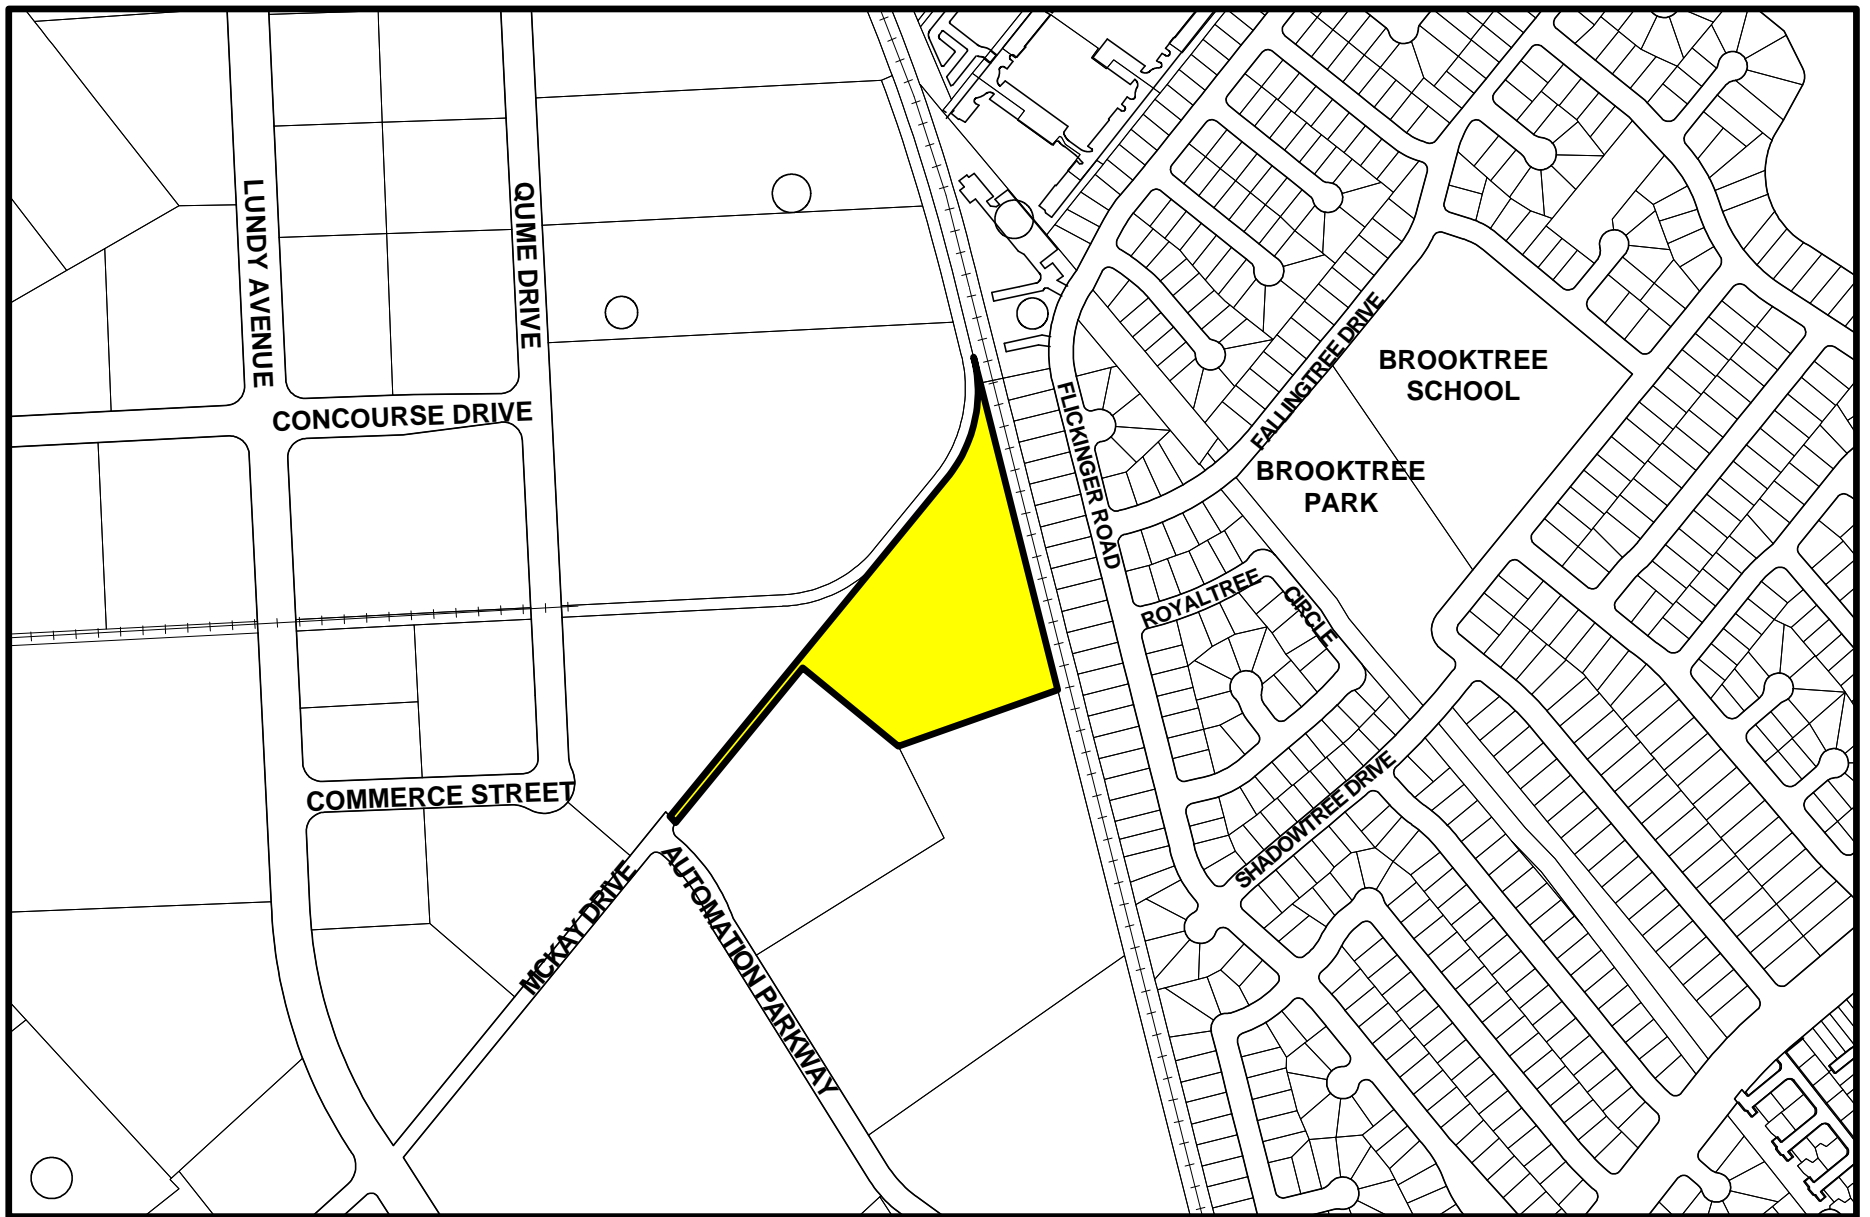 LUNDY AVENUE
QUME DRIVE
CONCOURSE DRIVE
FLICKINGER ROAD
FALLINGTREE DRIVE
BROOKTREE
SCHOOL
BROOKTREE
PARK
ROYALTREE
CIRCLE
COMMERCE STREET
SHADOWTREE DRIVE
MCKAY DRIVE
AUTOMATION PARKWAY